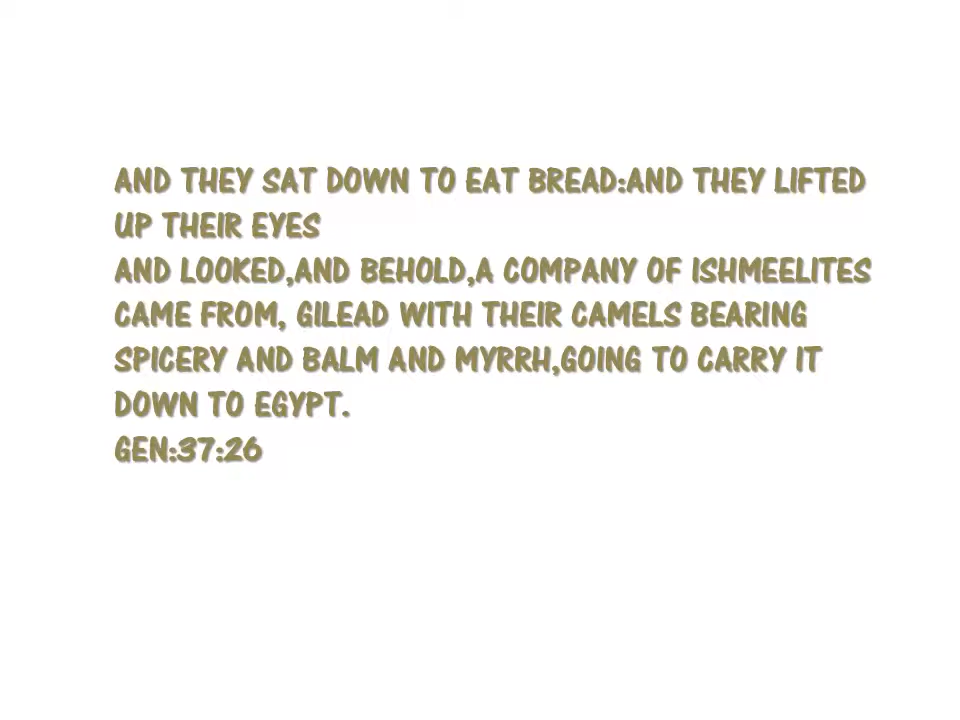 AND THEY SAT DOWN TO EAT BREAD:AND THEY LIFTED
UP THEIR EYES
AND LOOKED,AND BEHOLD,A COMPANY OF ISHMEELITES
CAME FROM, GILEAD WITH THEIR CAMELS BEARING
SPICERY AND BALM AND MYRRH,GOING TO CARRY IT
DOWN TO EGYPT.
GEN:37:26